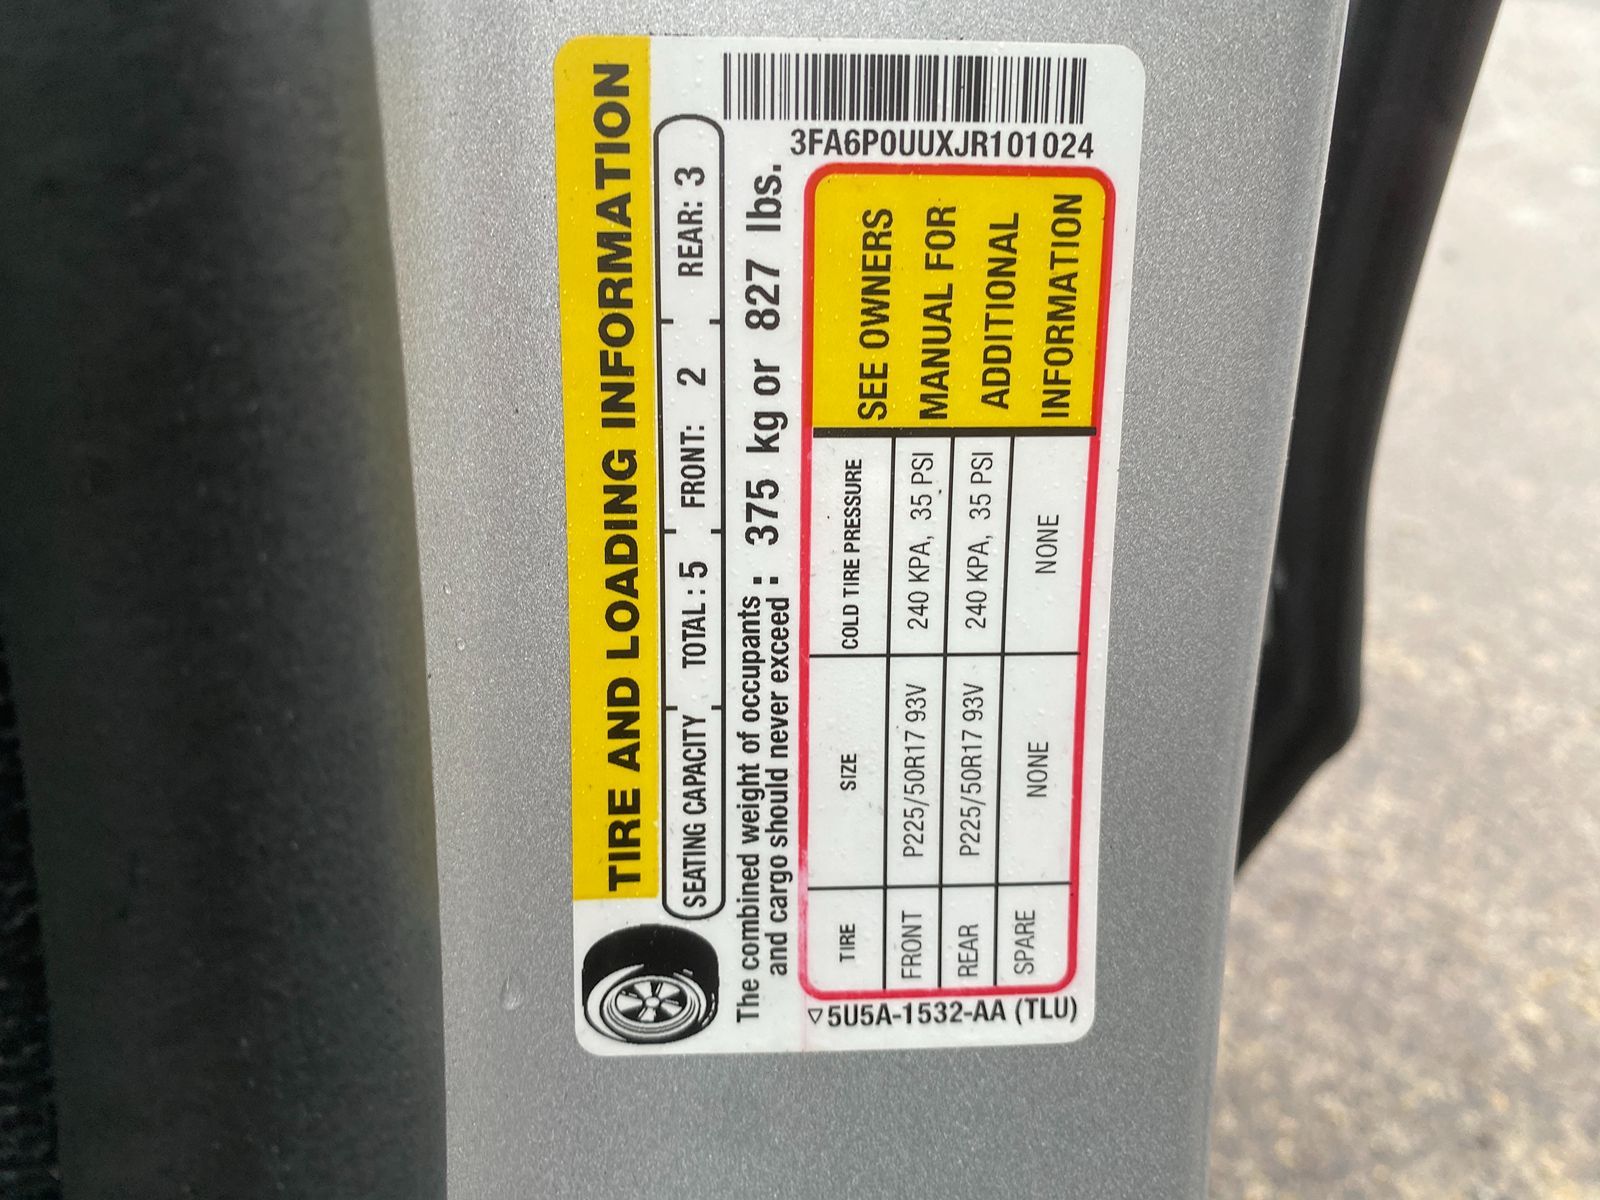 TIRE AND LOADING INFORMATION
SEATING CAPACITY TOTAL : 5 FRONT: 2 REAR: 3
The combined weight of occupants and cargo should never exceed : 375 kg or 827 lbs.
3FA6P0UUXJR101024
TIRE SIZE COLD TIRE PRESSURE
FRONT P225/50R17 93V 240 KPA, 35 PSI
REAR P225/50R17 93V 240 KPA, 35 PSI
SPARE NONE NONE
SEE OWNERS
MANUAL FOR
ADDITIONAL
INFORMATION
▽5U5A-1532-AA (TLU)